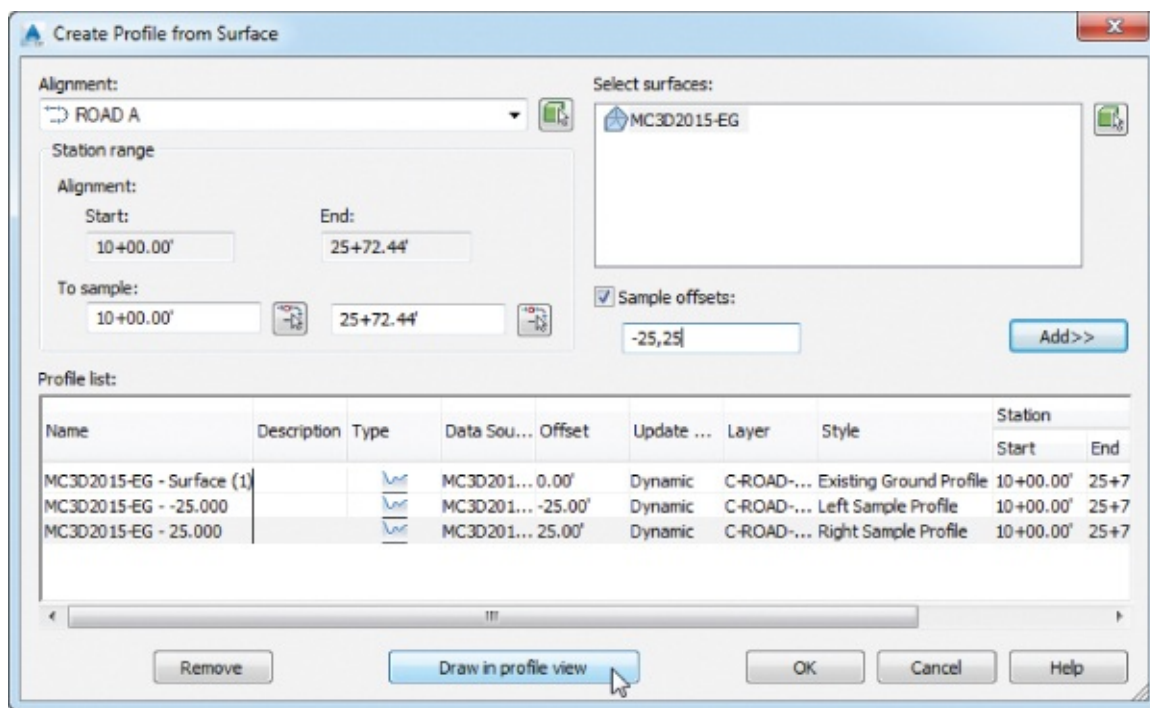 Create Profile from Surface
Alignment:
ROAD A
Select surfaces:
MC3D2015-EG
Station range
Alignment:
Start: End:
10+00.00' 25+72.44'
To sample:
10+00.00' 25+72.44'
Sample offsets:
-25,25
Add>>
Profile list:
Name Description Type Data Sou... Offset Update ... Layer Style Station
Start End
MC3D2015-EG - Surface (1) MC3D201... 0.00' Dynamic C-ROAD-... Existing Ground Profile 10+00.00' 25+7
MC3D2015-EG - -25.000 MC3D201... -25.00' Dynamic C-ROAD-... Left Sample Profile 10+00.00' 25+7
MC3D2015-EG - 25.000 MC3D201... 25.00' Dynamic C-ROAD-... Right Sample Profile 10+00.00' 25+7
Remove Draw in profile view OK Cancel Help